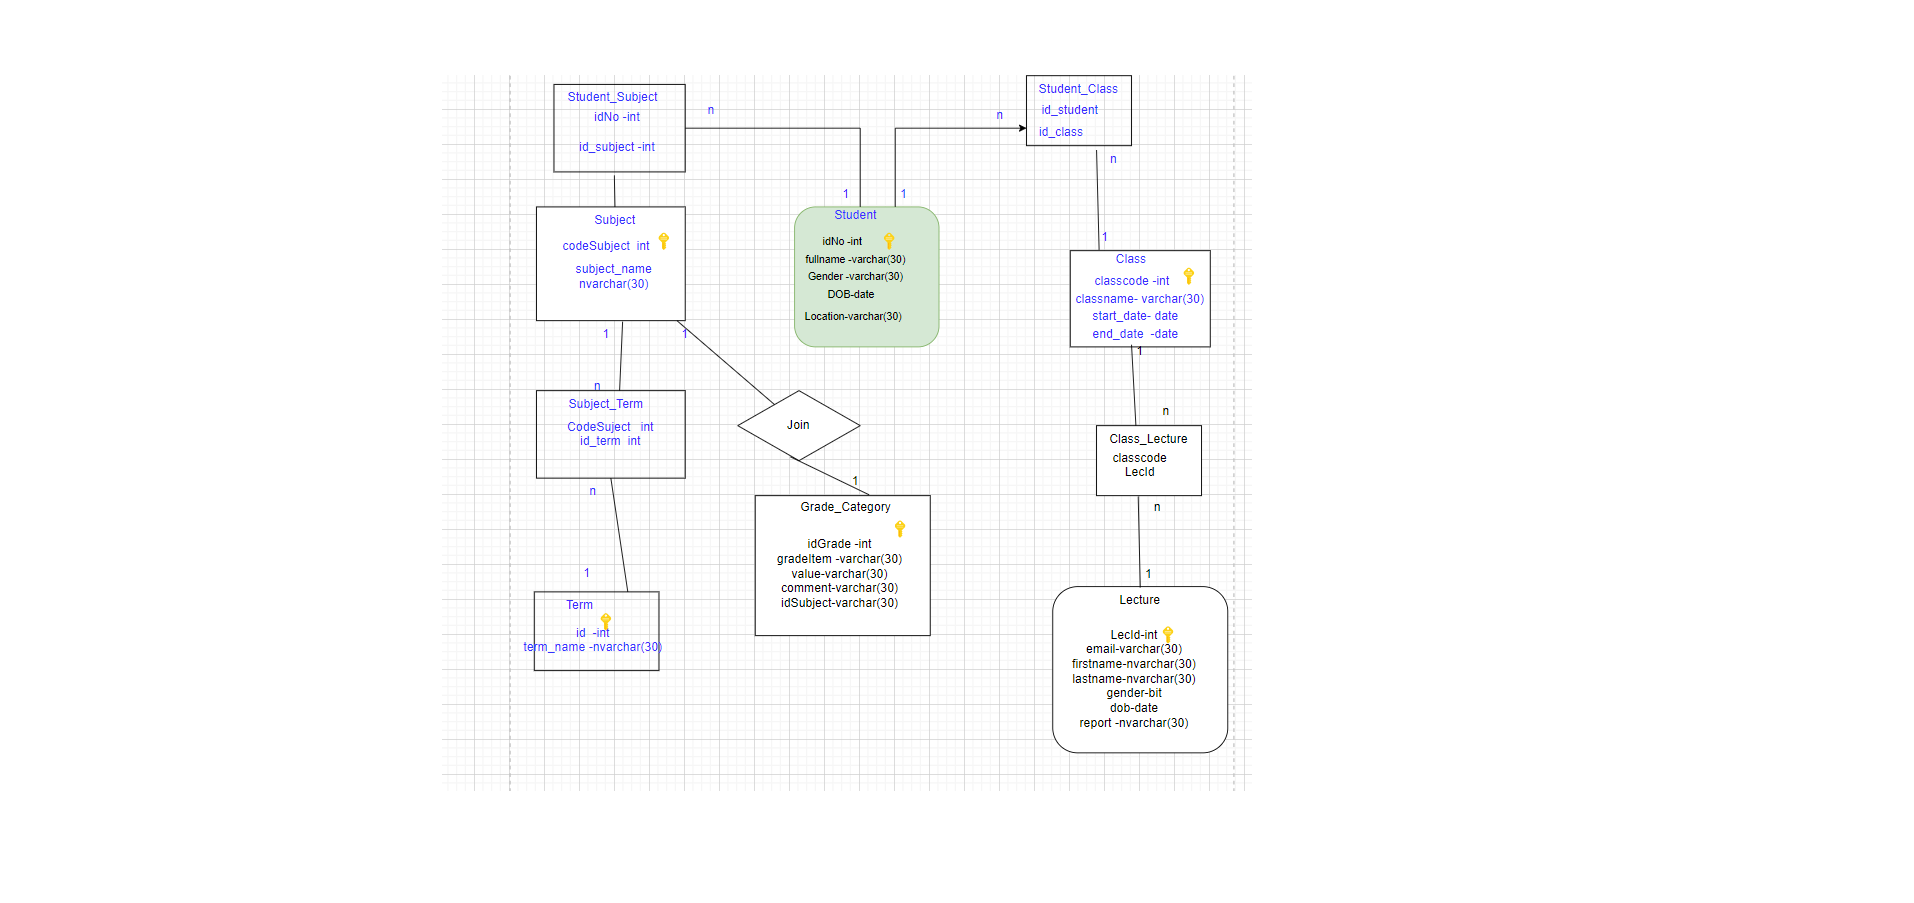 Student_Subject
idNo -int
id_subject -int
n
1
Subject
codeSubject int
subject_name
nvarchar(30)
1
1
n
Subject_Term
CodeSuject int
id_term int
n
1
Term
id -int
term_name -nvarchar(30)
Student
idNo -int
fullname -varchar(30)
Gender -varchar(30)
DOB-date
Location-varchar(30)
Join
1
Grade_Category
idGrade -int
gradeItem -varchar(30)
value-varchar(30)
comment-varchar(30)
idSubject-varchar(30)
1
n
Student_Class
id_student
id_class
n
1
Class
classcode -int
classname- varchar(30)
start_date- date
end_date -date
1
n
Class_Lecture
classcode
LecId
n
1
Lecture
LecId-int
email-varchar(30)
firstname-nvarchar(30)
lastname-nvarchar(30)
gender-bit
dob-date
report -nvarchar(30)